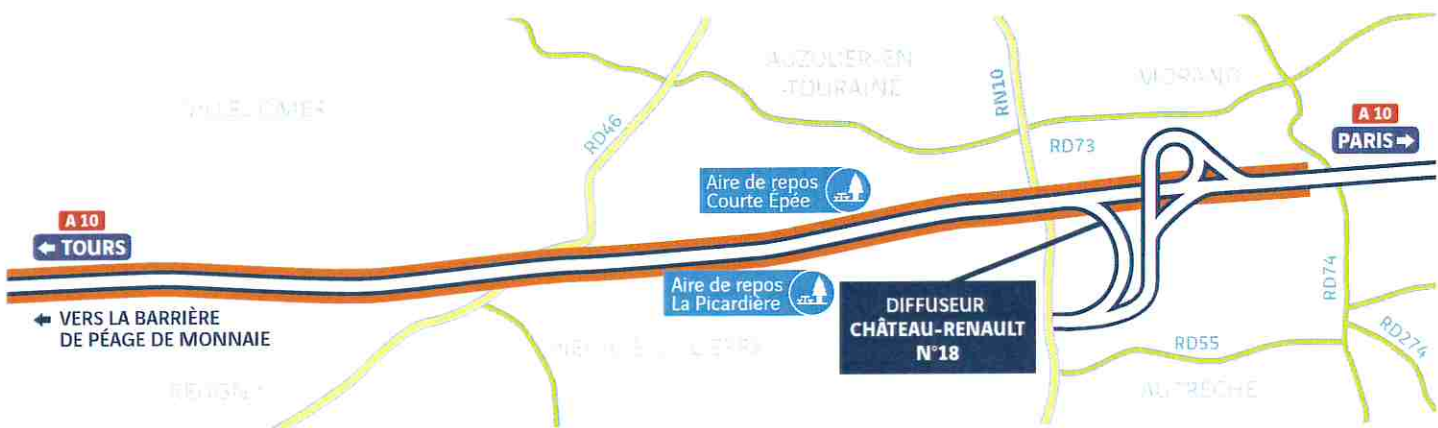 AUZOUER-EN
-TOURAINE
MORAND
RN10
RD46
A 10
PARIS →
RD73
Aire de repos
Courte Épée
A 10
← TOURS
RD74
Aire de repos
La Picardière
DIFFUSEUR
CHÂTEAU-RENAULT
N°18
← VERS LA BARRIÈRE
DE PÉAGE DE MONNAIE
RD55
RD274
AUTRÈCHE